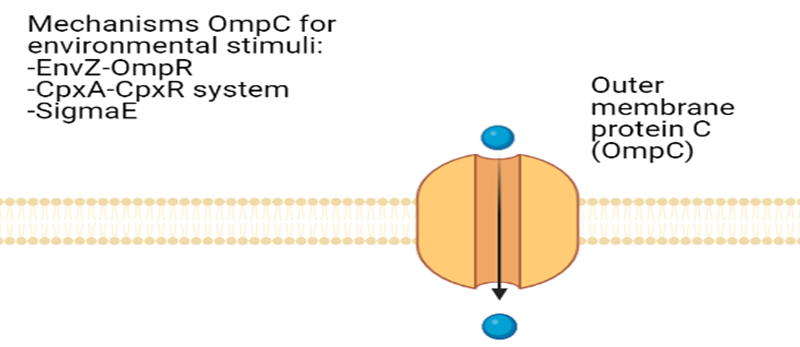 Mechanisms OmpC for
environmental stimuli:
-EnvZ-OmpR
-CpxA-CpxR system
-SigmaE
Outer
membrane
protein C
(OmpC)